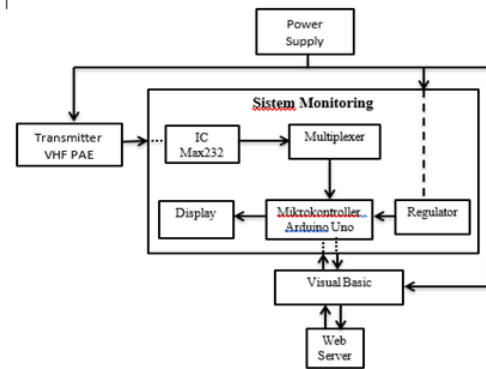 Power
Supply
Sistem Monitoring
Transmitter
VHF PAE
IC
Max232
Multiplexer
Display
Mikrokontroller
Arduino Uno
Regulator
Visual Basic
Web
Server